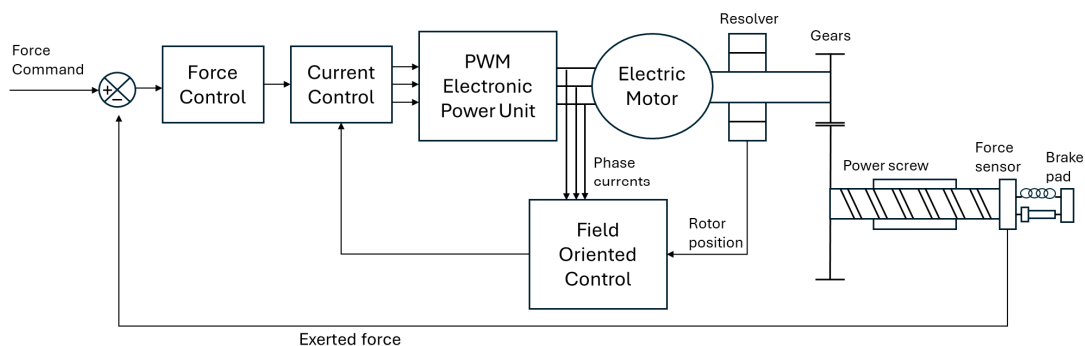 Resolver
Gears
Force
Command
+
−
Force
Control
Current
Control
PWM
Electronic
Power Unit
Electric
Motor
Phase
currents
Power screw
Force
sensor
Brake
pad
Field
Oriented
Control
Rotor
position
Exerted force